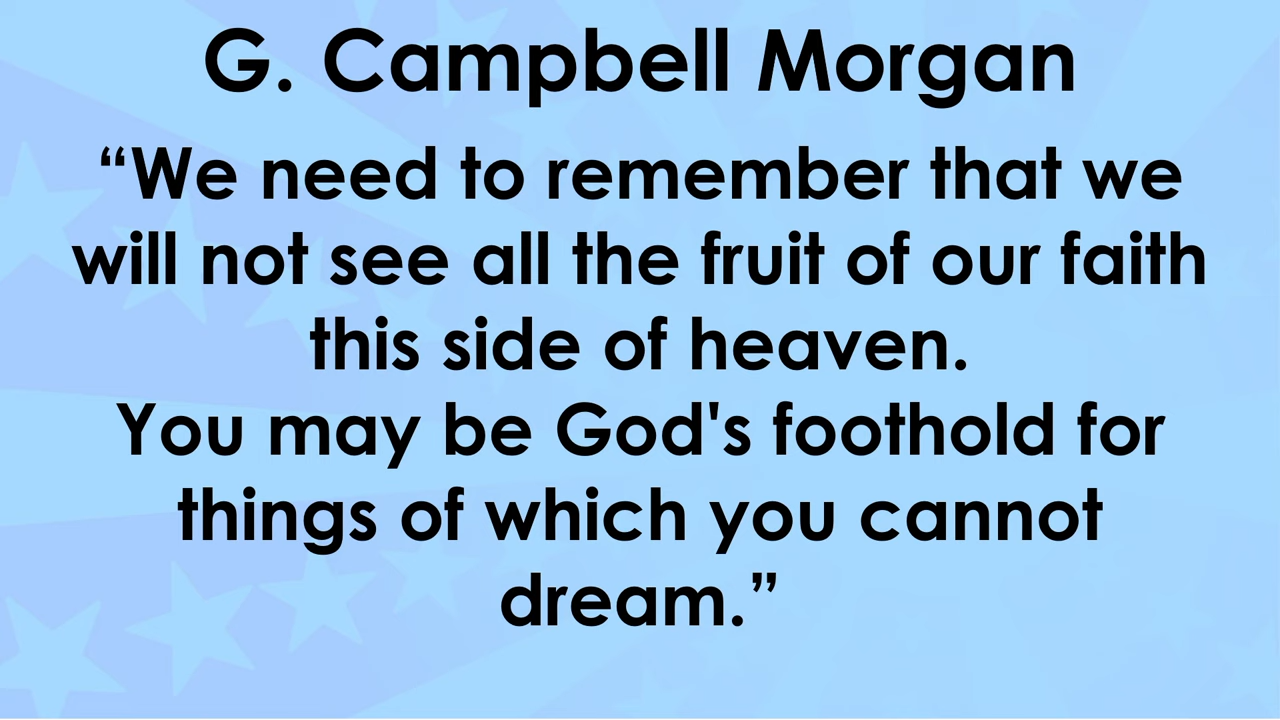 G. Campbell Morgan
“We need to remember that we
will not see all the fruit of our faith
this side of heaven.
You may be God's foothold for
things of which you cannot
dream.”